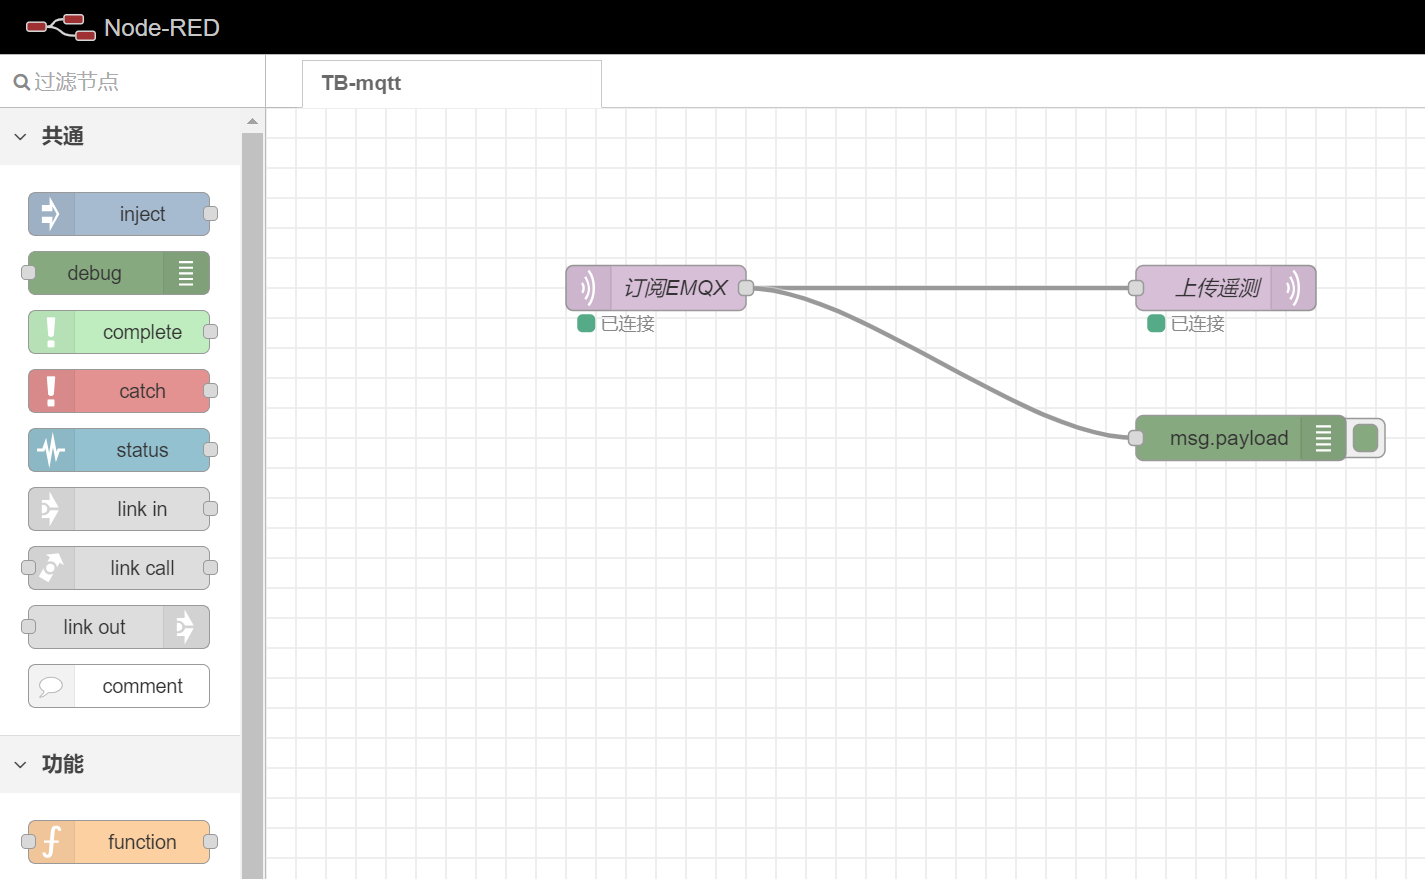 Node-RED
过滤节点
TB-mqtt
共通
inject
debug
complete
catch
status
link in
link call
link out
comment
功能
function
订阅EMQX
已连接
上传遥测
已连接
msg.payload